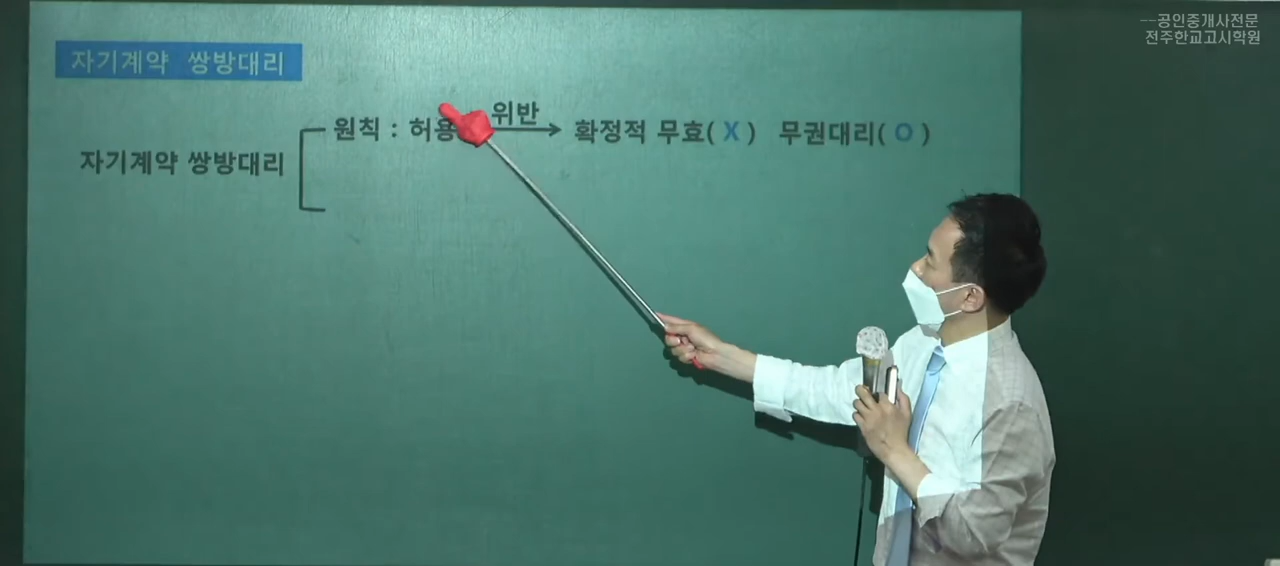 --공인중개사전문
전주한교고시학원
자기계약 쌍방대리
원칙 : 허용 위반 확정적 무효( X ) 무권대리( O )
자기계약 쌍방대리